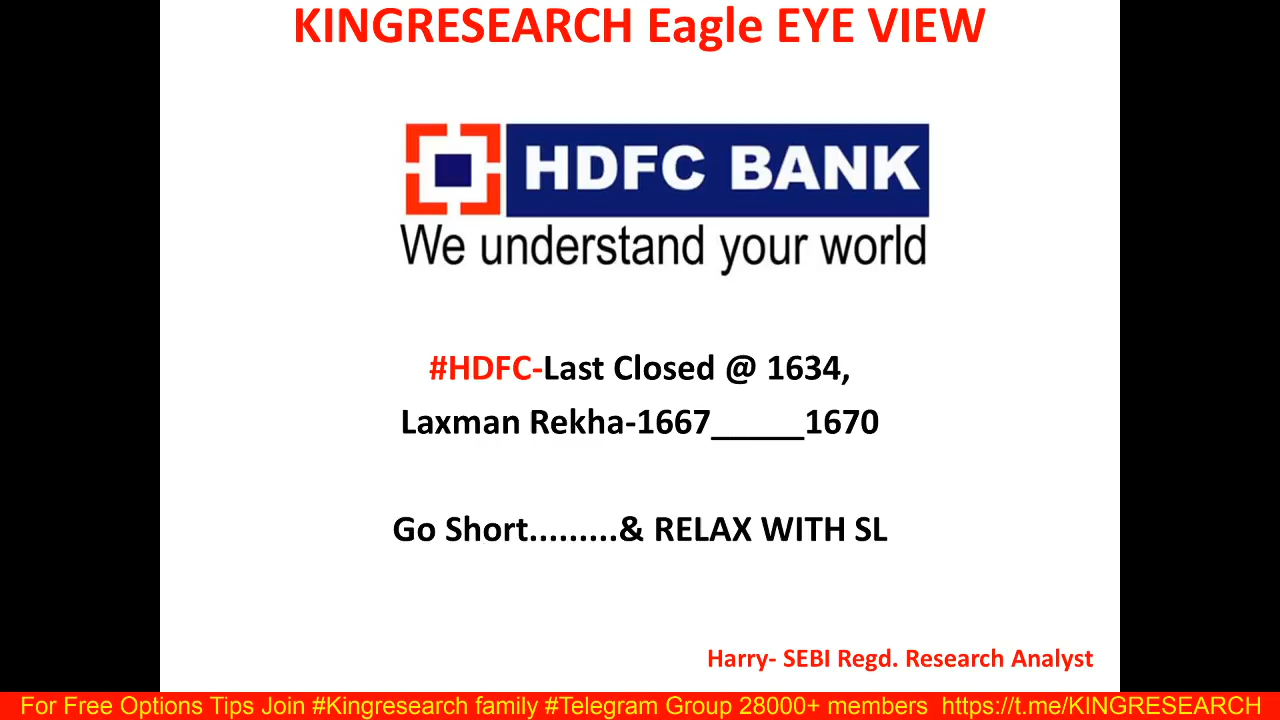 KINGRESEARCH Eagle EYE VIEW
HDFC BANK
We understand your world
#HDFC-Last Closed @ 1634,
Laxman Rekha-1667_____1670
Go Short.........& RELAX WITH SL
Harry- SEBI Regd. Research Analyst
For Free Options Tips Join #Kingresearch family #Telegram Group 28000+ members https://t.me/KINGRESEARCH